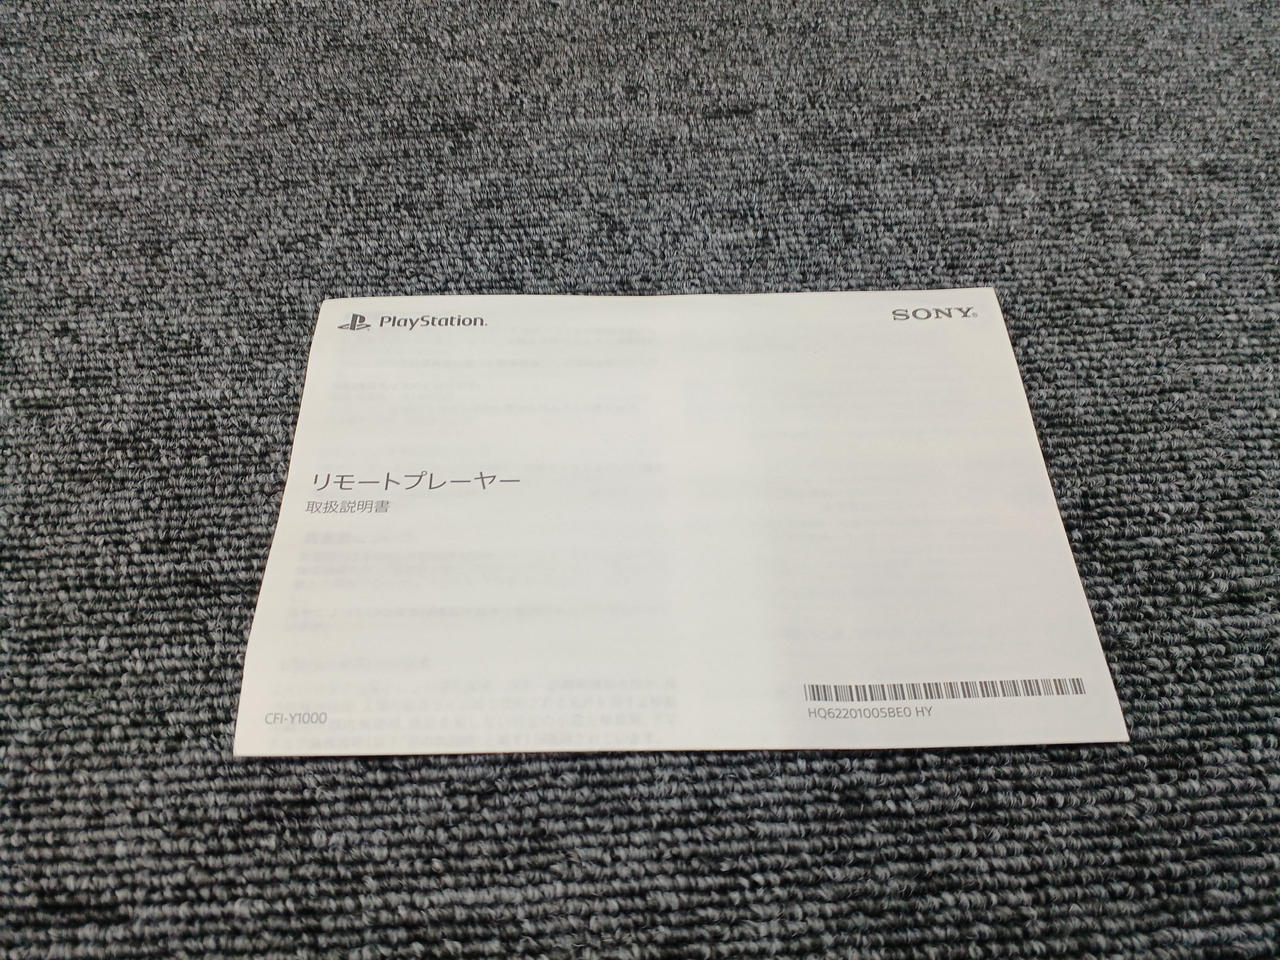 PlayStation®
SONY®
リモートプレーヤー
取扱説明書
CFI-Y1000
HQ62201005BE0 HY